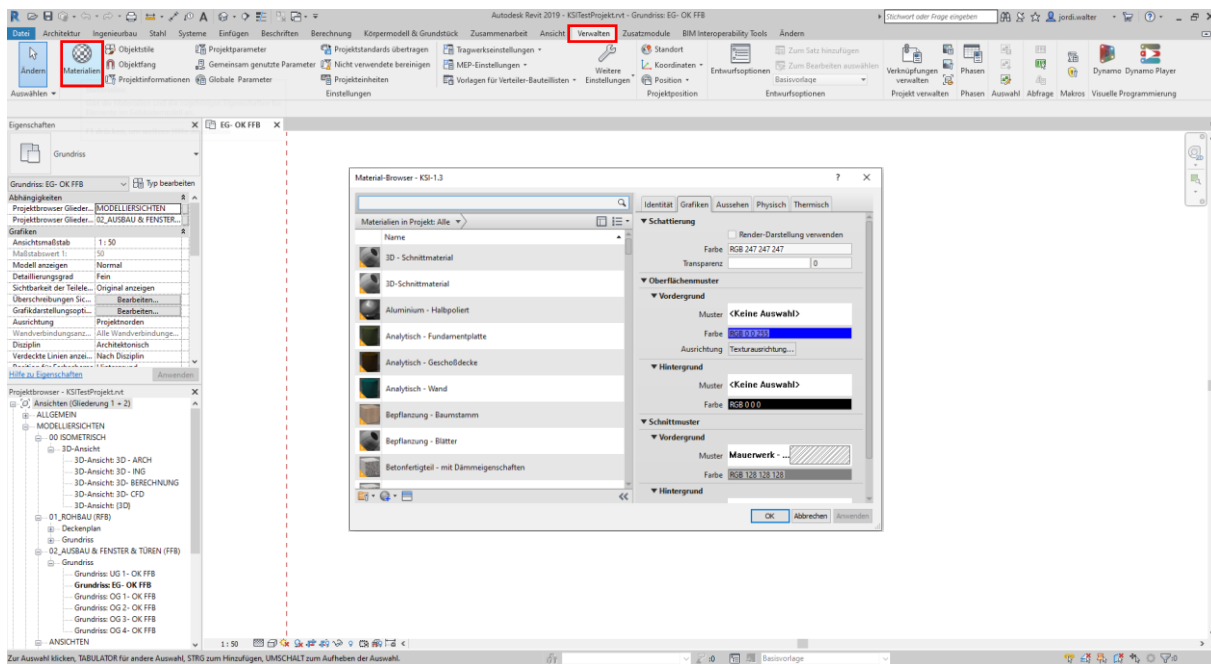 Autodesk Revit 2019 - KSITestProjekt.rvt - Grundriss: EG- OK FFB
Stichwort oder Frage eingeben
jordi.walter
Datei Architektur Ingenieurbau Stahl Systeme Einfügen Beschriften Berechnung Körpermodell & Grundstück Zusammenarbeit Ansicht Verwalten Zusatzmodule BIM Interoperability Tools Ändern
Ändern
Materialien
Objektstile
Objektfang
Projektinformationen
Projektparameter
Gemeinsam genutzte Parameter
Globale Parameter
Projektstandards übertragen
Nicht verwendete bereinigen
Projekteinheiten
Tragwerkseinstellungen
MEP-Einstellungen
Vorlagen für Verteiler-Bauteillisten
Weitere
Einstellungen
Standort
Koordinaten
Position
Entwurfsoptionen
Zum Satz hinzufügen
Zum Bearbeiten auswählen
Basisvorlage
Verknüpfungen
verwalten
Phasen
Dynamo Dynamo Player
Auswählen
Einstellungen
Projektposition
Entwurfsoptionen
Projekt verwalten
Phasen
Auswahl
Abfrage
Makros
Visuelle Programmierung
Eigenschaften
EG- OK FFB
Grundriss
Grundriss: EG- OK FFB
Typ bearbeiten
Abhängigkeiten
Projektbrowser Glieder... MODELLIERSICHTEN
Projektbrowser Glieder... 02_AUSBAU & FENSTER...
Grafiken
Ansichtsmaßstab 1 : 50
Maßstabswert 1: 50
Modell anzeigen Normal
Detaillierungsgrad Fein
Sichtbarkeit der Teilele... Original anzeigen
Überschreibungen Sic... Bearbeiten...
Grafikdarstellungsopti... Bearbeiten...
Ausrichtung Projektnorden
Wandverbindungsanz... Alle Wandverbindunge...
Disziplin Architektonisch
Verdeckte Linien anzei... Nach Disziplin
Hilfe zu Eigenschaften
Anwenden
Projektbrowser - KSITestProjekt.rvt
Ansichten (Gliederung 1 + 2)
ALLGEMEIN
MODELLIERSICHTEN
00 ISOMETRISCH
3D-Ansicht
3D-Ansicht: 3D - ARCH
3D-Ansicht: 3D - ING
3D-Ansicht: 3D- BERECHNUNG
3D-Ansicht: 3D- CFD
3D-Ansicht: {3D}
01_ROHBAU (RFB)
Deckenplan
Grundriss
02_AUSBAU & FENSTER & TÜREN (FFB)
Grundriss
Grundriss: UG 1- OK FFB
Grundriss: EG- OK FFB
Grundriss: OG 1- OK FFB
Grundriss: OG 2- OK FFB
Grundriss: OG 3- OK FFB
Grundriss: OG 4- OK FFB
ANSICHTEN
Material-Browser - KSI-1.3
Materialien in Projekt: Alle
Name
3D - Schnittmaterial
3D-Schnittmaterial
Aluminium - Halbpoliert
Analytisch - Fundamentplatte
Analytisch - Geschoßdecke
Analytisch - Wand
Bepflanzung - Baumstamm
Bepflanzung - Blätter
Betonfertigteil - mit Dämmeigenschaften
Identität Grafiken Aussehen Physisch Thermisch
Schattierung
Render-Darstellung verwenden
Farbe RGB 247 247 247
Transparenz 0
Oberflächenmuster
Vordergrund
Muster <Keine Auswahl>
Farbe RGB 0 0 255
Ausrichtung Texturausrichtung...
Hintergrund
Muster <Keine Auswahl>
Farbe RGB 0 0 0
Schnittmuster
Vordergrund
Muster Mauerwerk - ...
Farbe RGB 128 128 128
Hintergrund
OK Abbrechen Anwenden
1 : 50
Zur Auswahl klicken, TABULATOR für andere Auswahl, STRG zum Hinzufügen, UMSCHALT zum Aufheben der Auswahl.
:0
Basisvorlage
:0